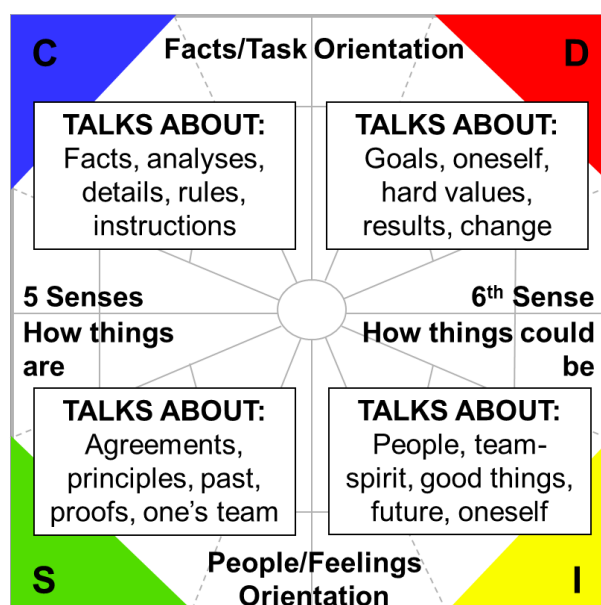 C
Facts/Task Orientation
D
TALKS ABOUT:
Facts, analyses,
details, rules,
instructions
TALKS ABOUT:
Goals, oneself,
hard values,
results, change
5 Senses
How things
are
6th Sense
How things could
be
TALKS ABOUT:
Agreements,
principles, past,
proofs, one’s team
TALKS ABOUT:
People, team-
spirit, good things,
future, oneself
S
People/Feelings
Orientation
I